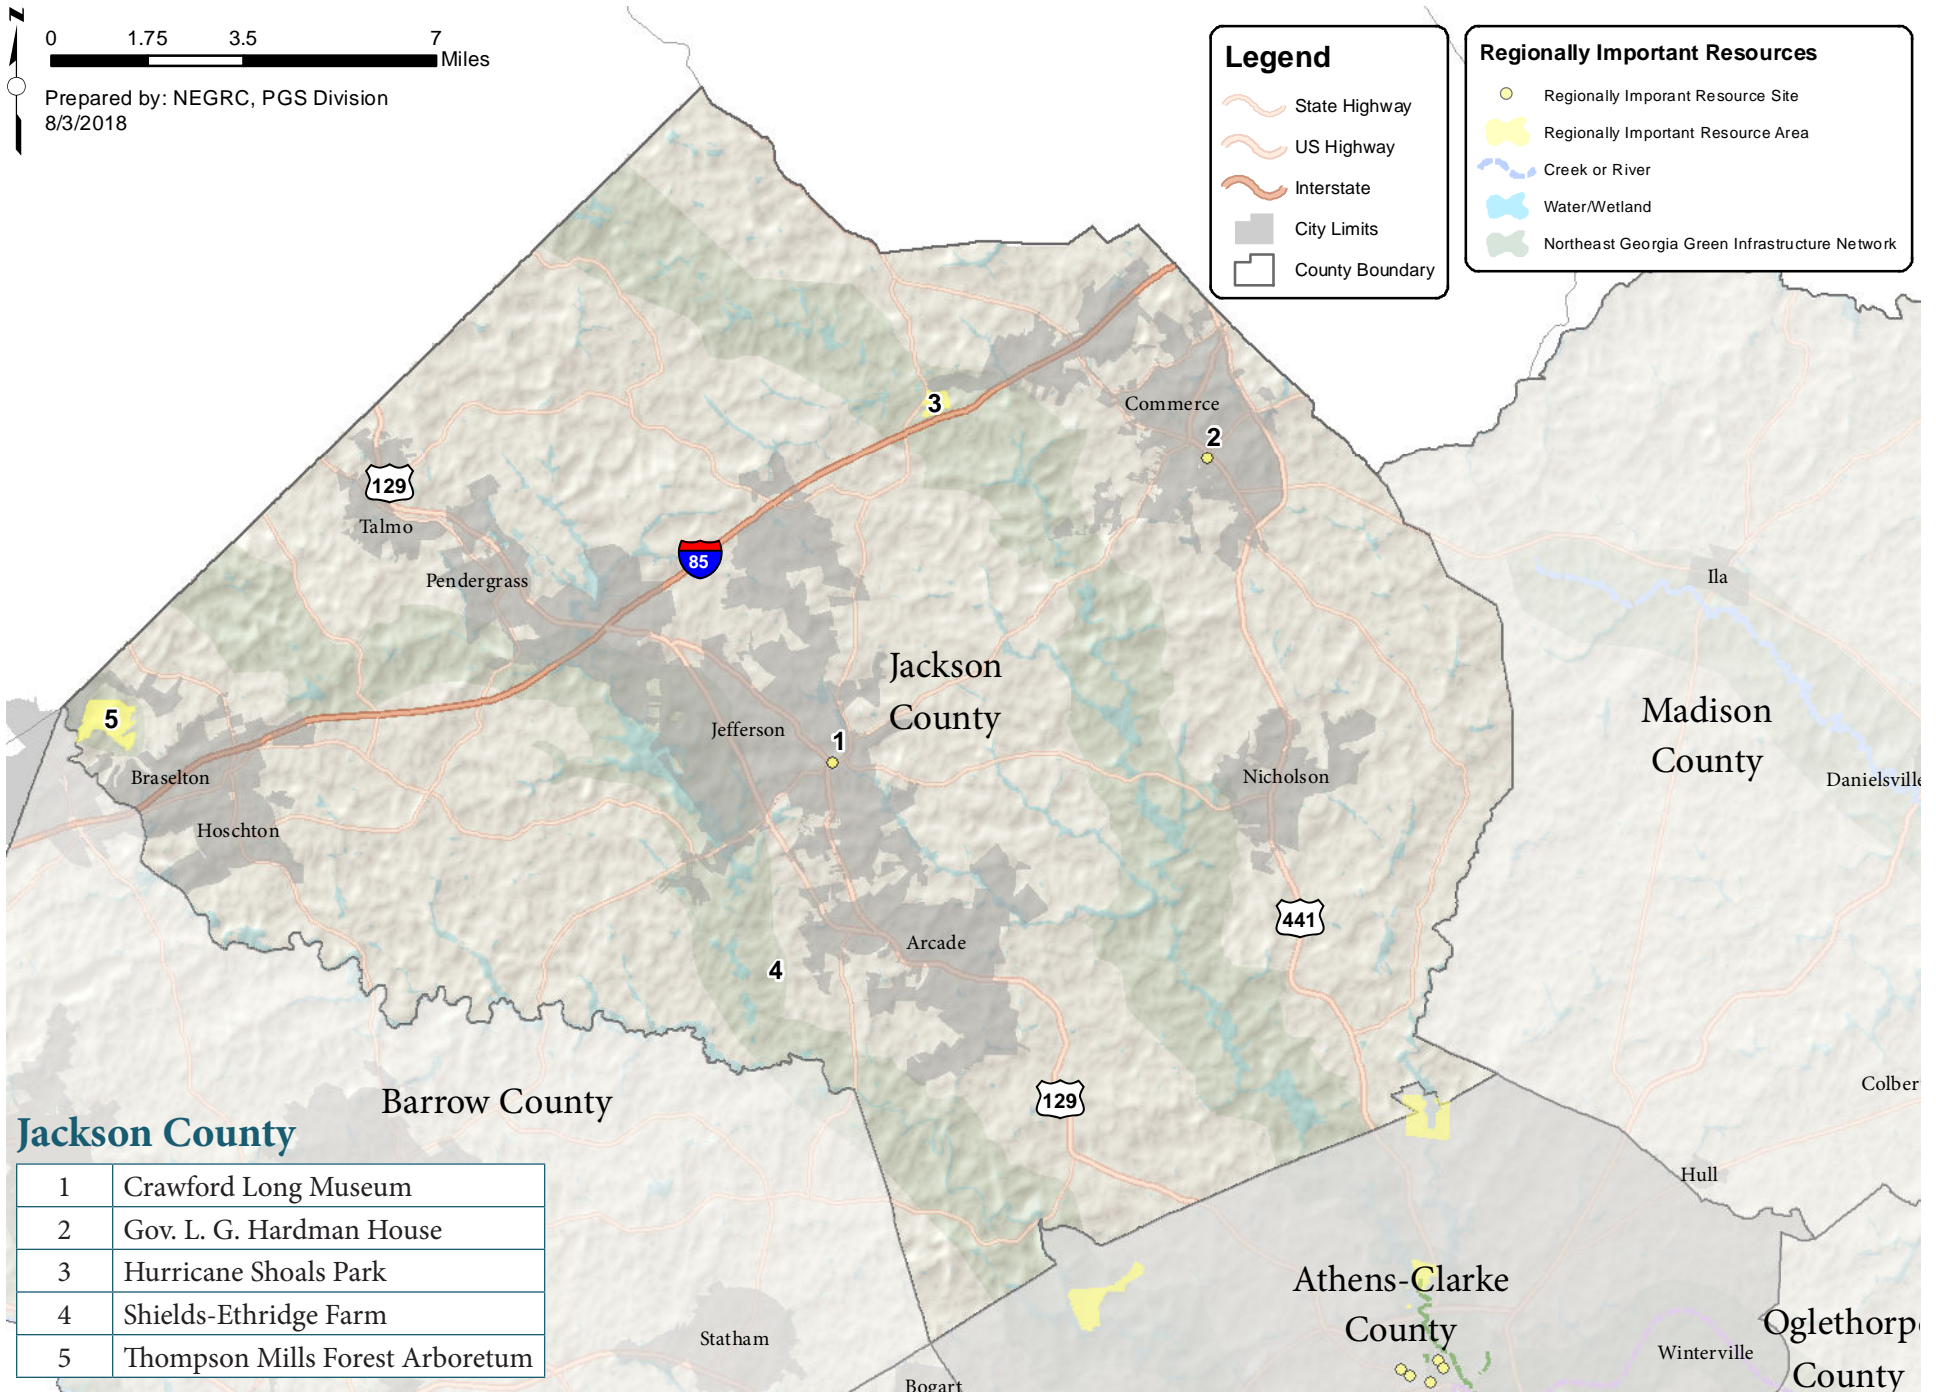 N
0 1.75 3.5 7
Miles
Prepared by: NEGRC, PGS Division
8/3/2018
Legend
State Highway
US Highway
Interstate
City Limits
County Boundary
Regionally Important Resources
Regionally Imporant Resource Site
Regionally Important Resource Area
Creek or River
Water/Wetland
Northeast Georgia Green Infrastructure Network
3
Commerce
2
129
Talmo
85
Pendergrass
Ila
Jackson
County
5
Jefferson
1
Madison
County
Braselton
Nicholson
Danielsville
Hoschton
441
Arcade
4
129
Barrow County
Colber
Hull
Athens-Clarke
County
Oglethorp
County
Winterville
Statham
Bogart
Jackson County
1 Crawford Long Museum
2 Gov. L. G. Hardman House
3 Hurricane Shoals Park
4 Shields-Ethridge Farm
5 Thompson Mills Forest Arboretum